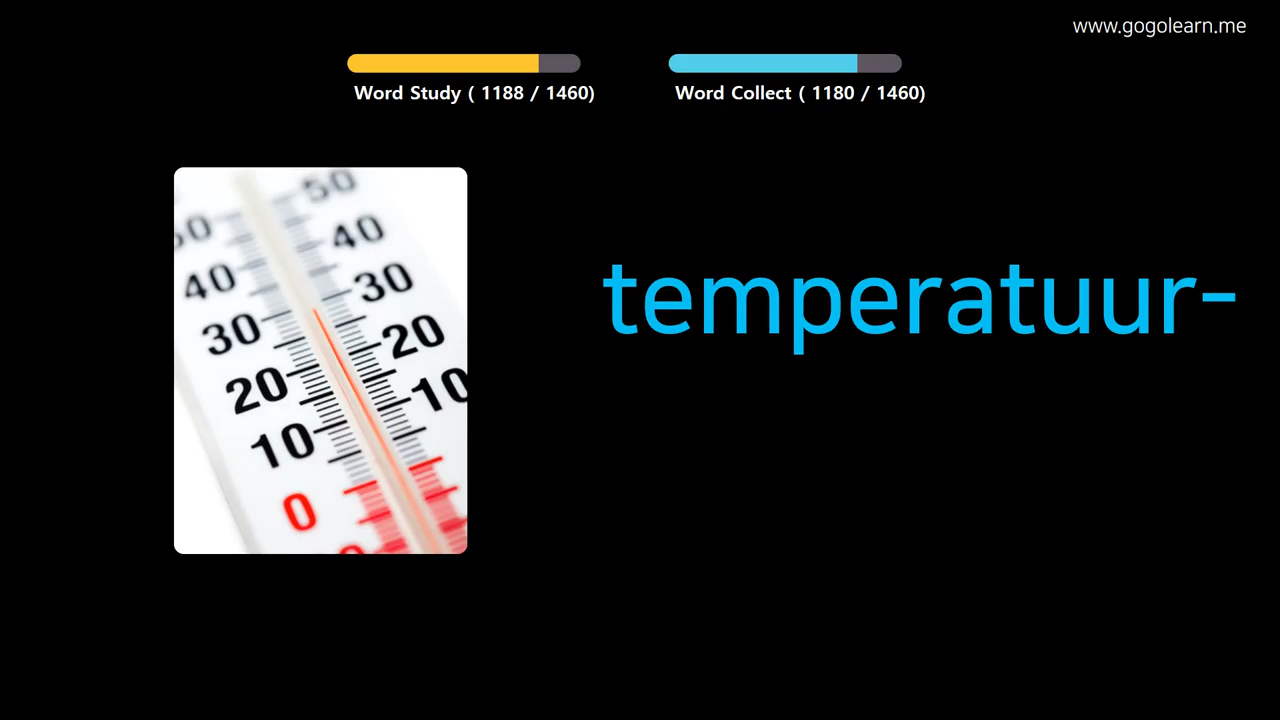 www.gogolearn.me
Word Study ( 1188 / 1460)
Word Collect ( 1180 / 1460)
temperatuur-
50
50
40
40
30
30
20
20
10
10
0